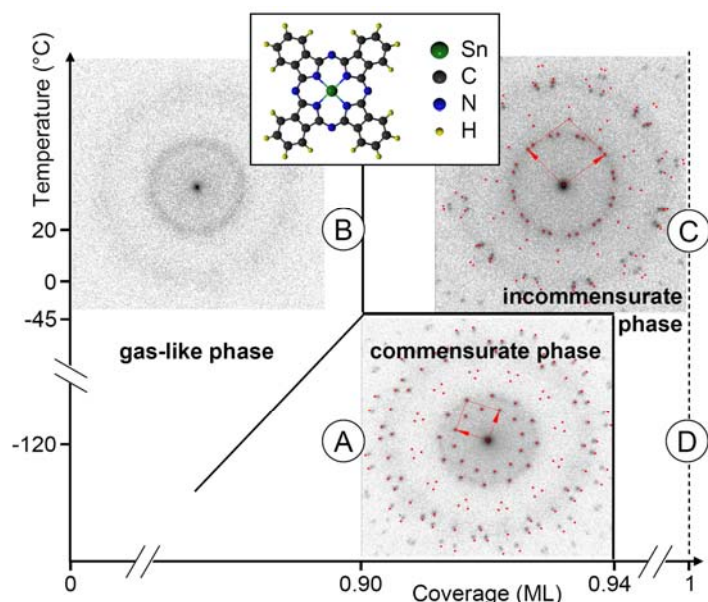 Temperature (°C)
Sn
C
N
H
20
0
-45
-120
B
C
A
D
incommensurate
phase
gas-like phase
commensurate phase
0
0.90
0.94
1
Coverage (ML)